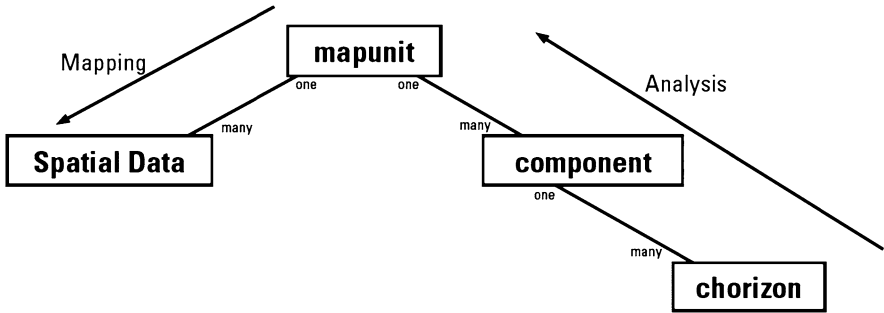 mapunit
Mapping
one
one
Analysis
many
many
Spatial Data
component
one
many
chorizon